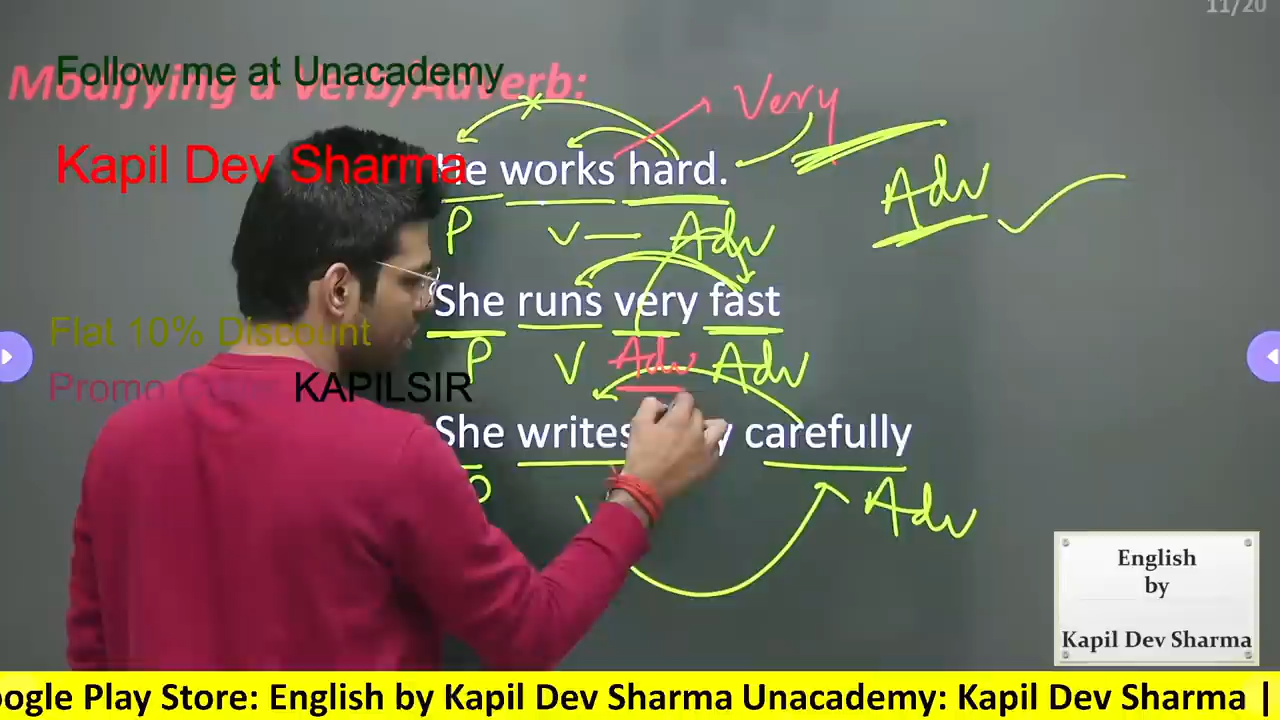 11/20
Follow me at Unacademy
Modifying a Verb/Adverb:
Very
Kapil Dev Sharma
He works hard.
Adv
P V Adv
She runs very fast
Flat 10% Discount
P V Adv Adv
Promo Code: KAPILSIR
She writes carefully
P V Adv
English
by
Kapil Dev Sharma
oogle Play Store: English by Kapil Dev Sharma Unacademy: Kapil Dev Sharma |